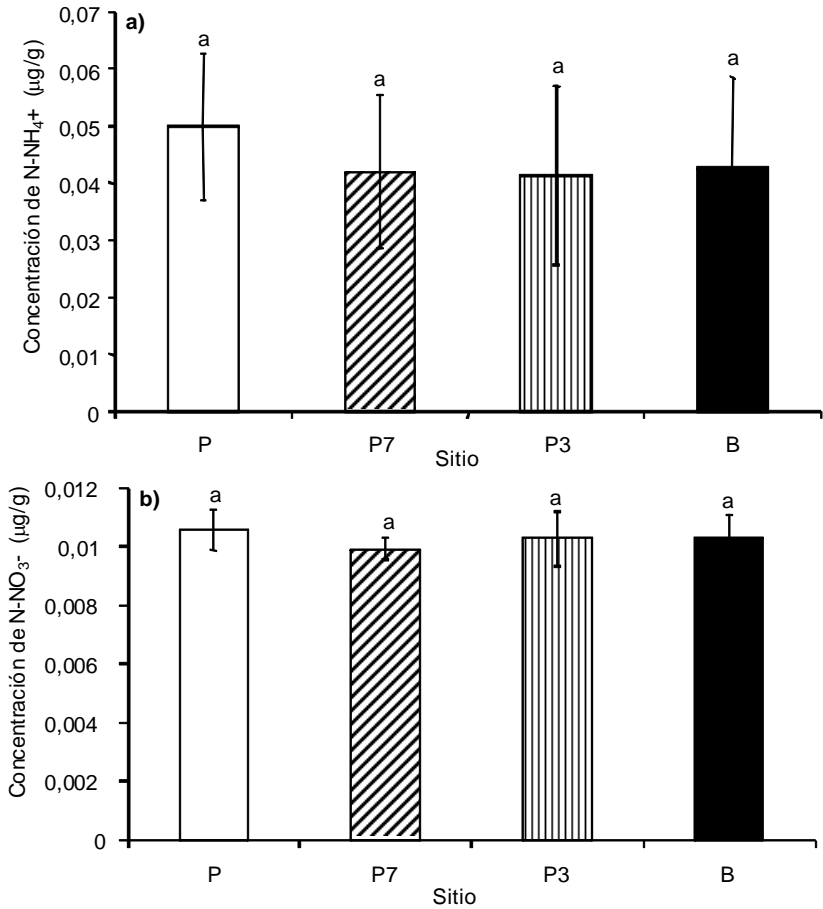 a)
Concentración de N-NH₄+ (µg/g)
0,07
0,06
0,05
0,04
0,03
0,02
0,01
0
a
a
a
a
P
P7
P3
B
Sitio
b)
Concentración de N-NO₃- (µg/g)
0,012
0,01
0,008
0,006
0,004
0,002
0
a
a
a
a
P
P7
P3
B
Sitio